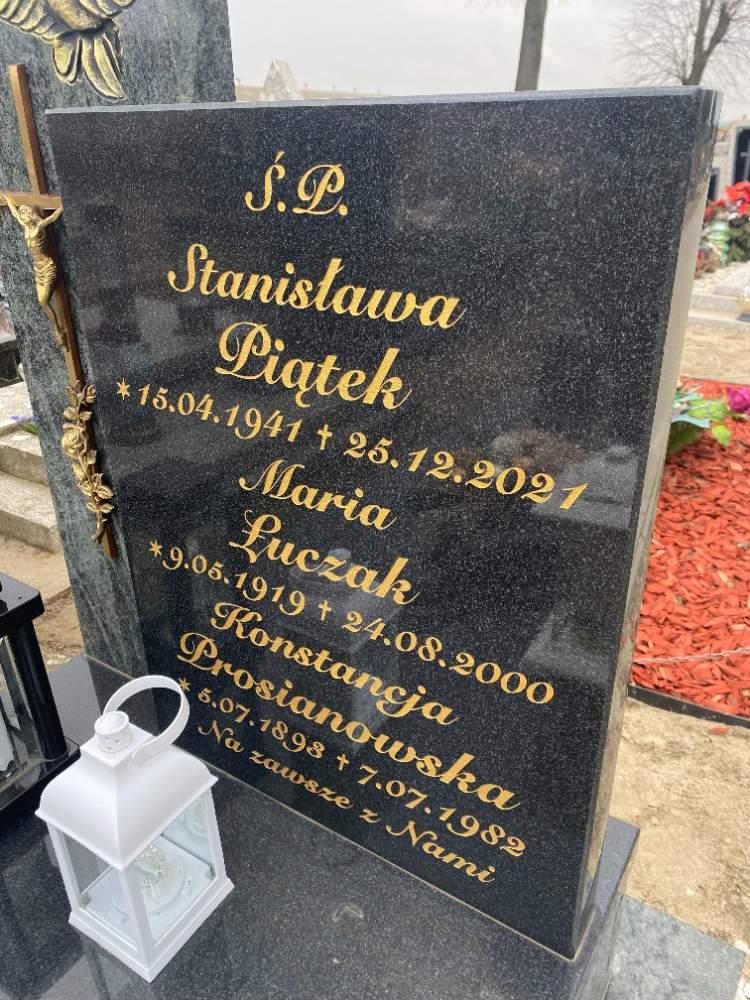 Ś.P.
Stanisława
Piątek
*15.04.1941 † 25.12.2021
Maria
Łuczak
*9.05.1919 † 24.08.2000
Konstancja
Prosianowska
*5.07.1893 † 7.07.1982
Na zawsze z Nami